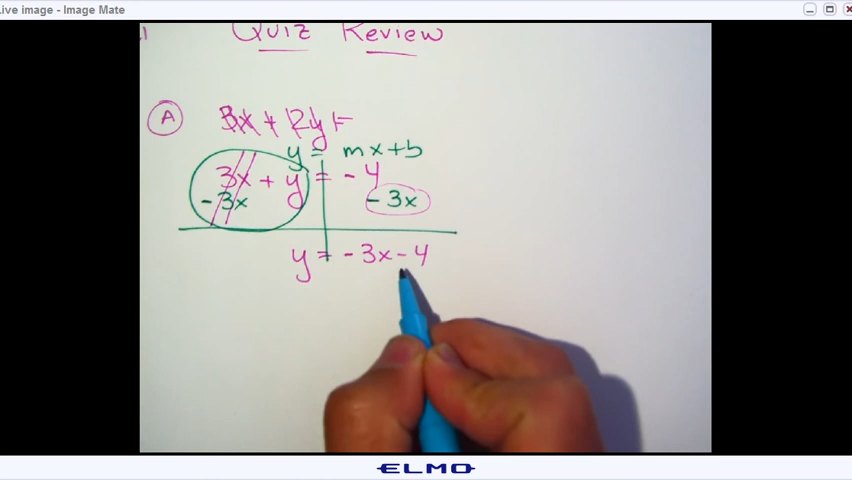 Live image - Image Mate
Quiz Review
A 3x + 2y =
y = mx + b
3x + y = - 4
- 3x - 3x
y = - 3x - 4
ELMO